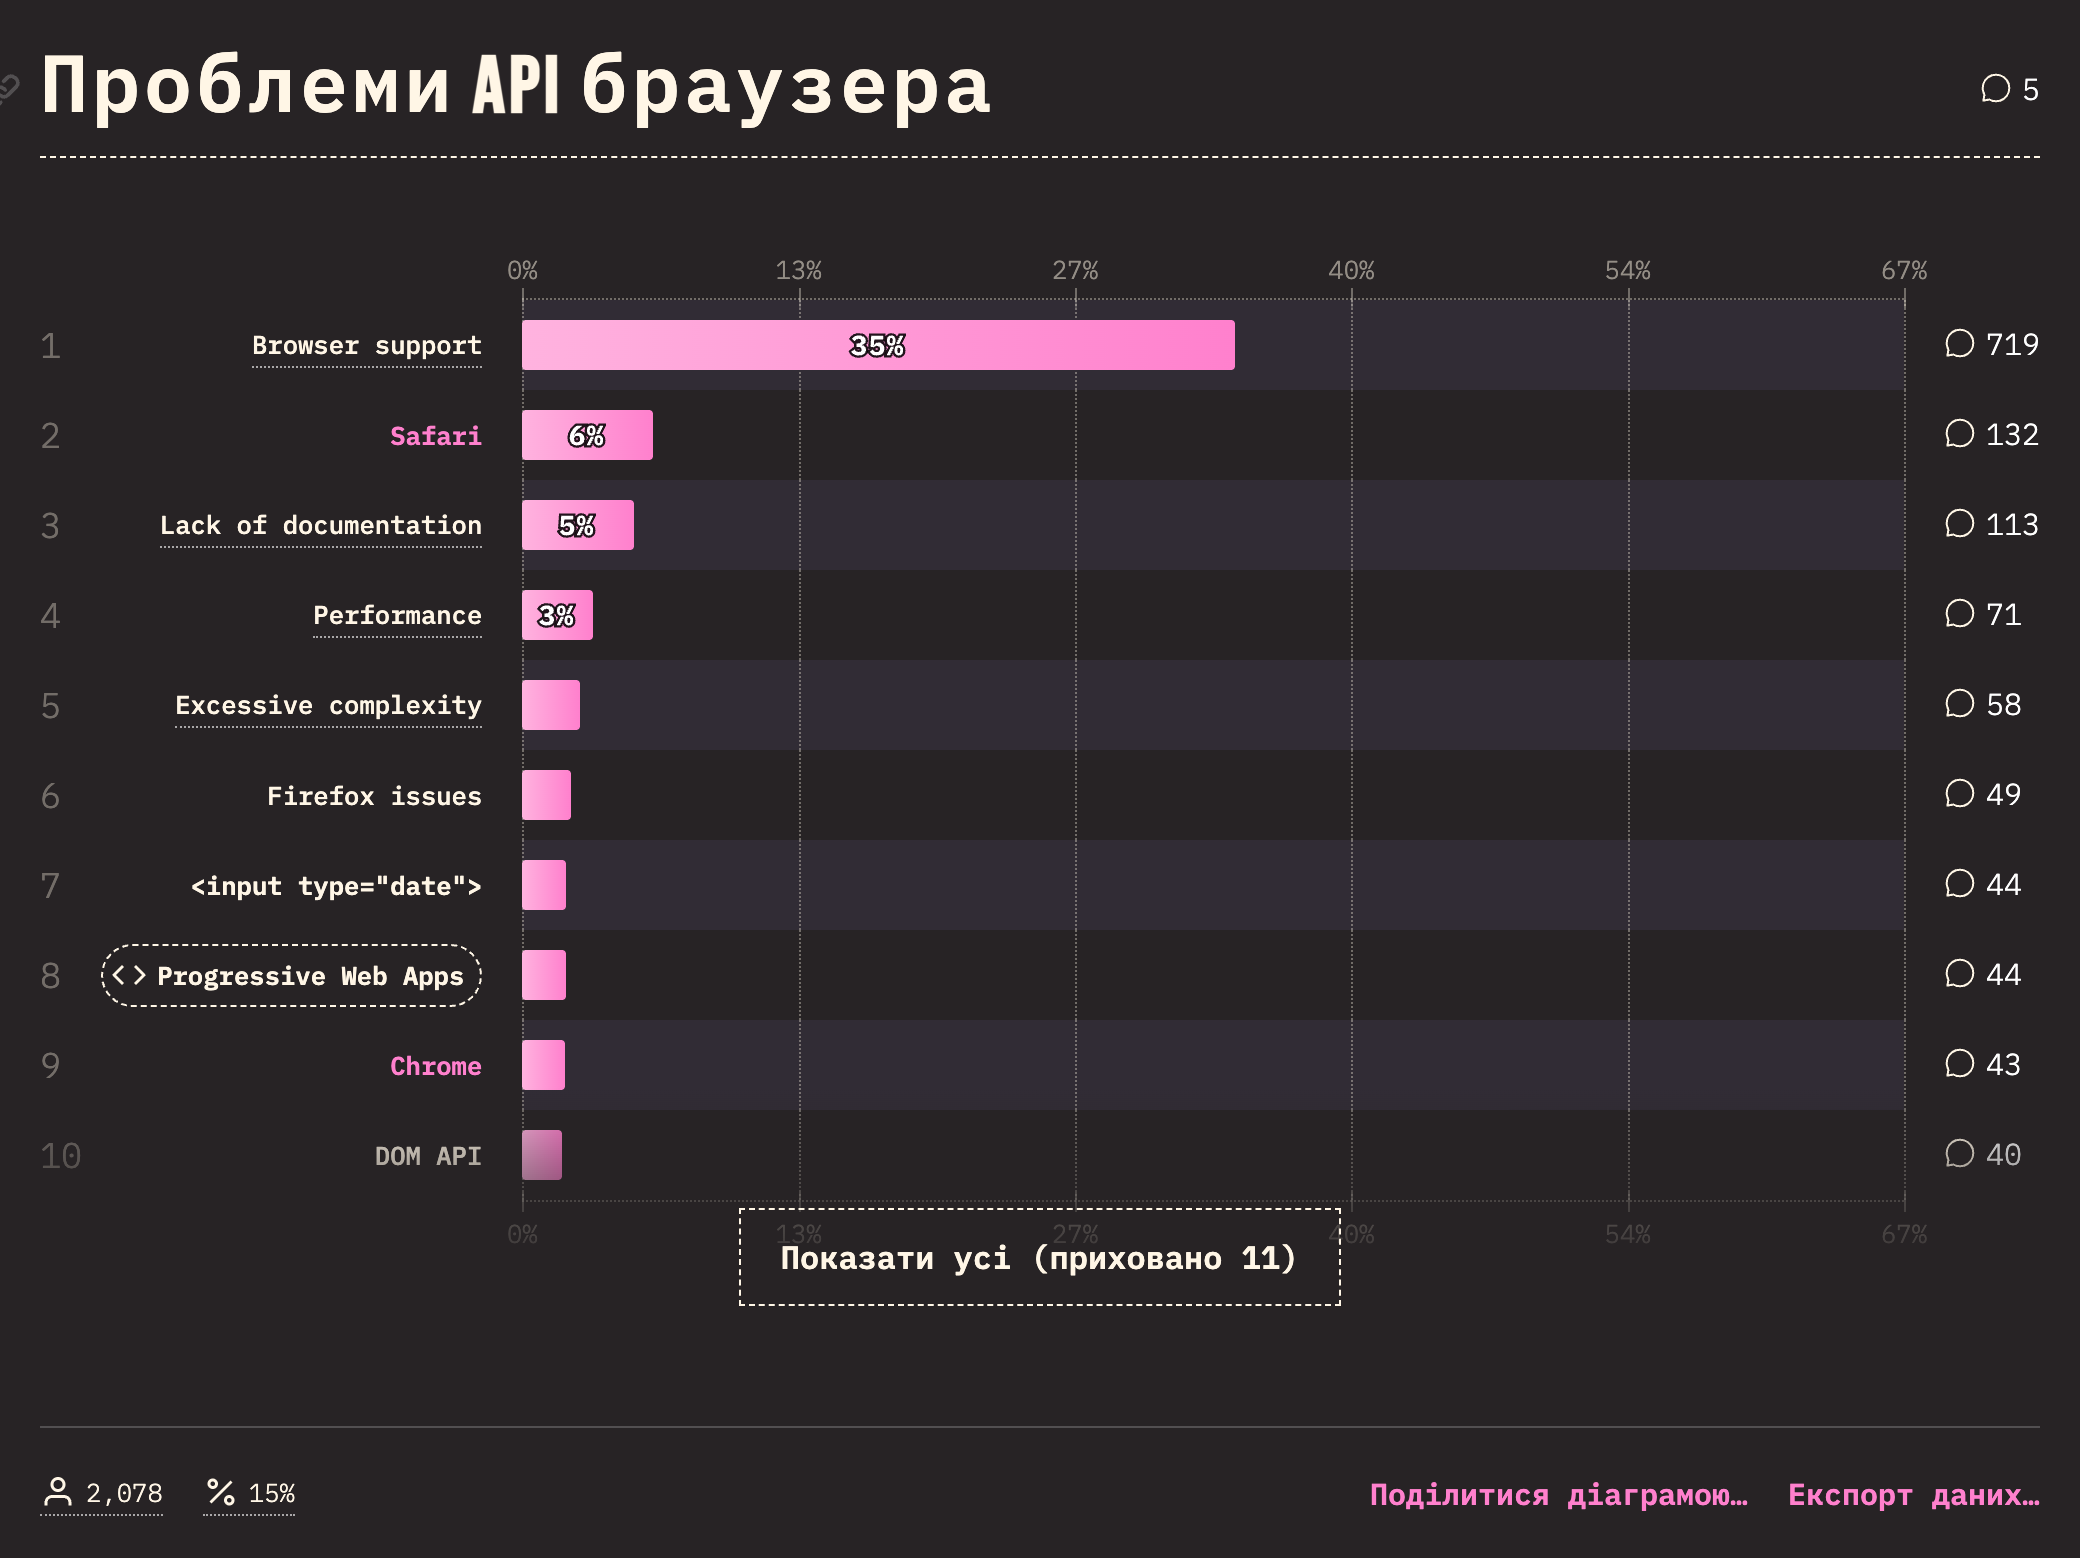 Проблеми API браузера
5
0% 13% 27% 40% 54% 67%
1 Browser support 35% 719
2 Safari 6% 132
3 Lack of documentation 5% 113
4 Performance 3% 71
5 Excessive complexity 58
6 Firefox issues 49
7 <input type="date"> 44
8 <> Progressive Web Apps 44
9 Chrome 43
10 DOM API 40
0% 13% 27% 40% 54% 67%
Показати усі (приховано 11)
2,078 % 15% Поділитися діаграмою… Експорт даних…